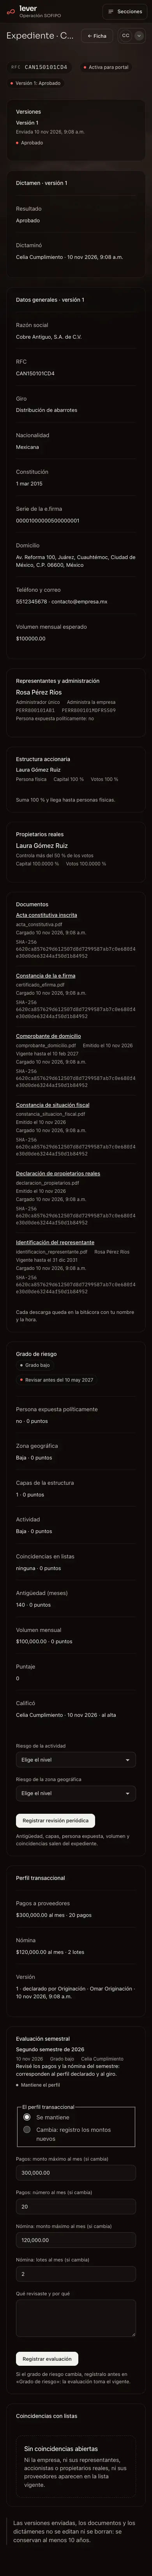 lever
Operación SOFIPO
Secciones
Expediente · C...
← Ficha
CC
RFC CAN150101CD4
Activa para portal
Versión 1: Aprobado
Versiones
Versión 1
Enviada 10 nov 2026, 9:08 a.m.
Aprobado
Dictamen · versión 1
Resultado
Aprobado
Dictaminó
Celia Cumplimiento · 10 nov 2026, 9:08 a.m.
Datos generales · versión 1
Razón social
Cobre Antiguo, S.A. de C.V.
RFC
CAN150101CD4
Giro
Distribución de abarrotes
Nacionalidad
Mexicana
Constitución
1 mar 2015
Serie de la e.firma
Domicilio
Av. Reforma 100, Juárez, Cuauhtémoc, Ciudad de
México, C.P. 06600, México
Teléfono y correo
5512345678 · contacto@empresa.mx
Volumen mensual esperado
$100000.00
Representantes y administración
Rosa Pérez Ríos
Administrador único Administra la empresa
Persona expuesta políticamente: no
Estructura accionaria
Laura Gómez Ruiz
Persona física Capital 100 % Votos 100 %
Suma 100 % y llega hasta personas físicas.
Propietarios reales
Laura Gómez Ruiz
Controla más del 50 % de los votos
Capital 100.0000 % Votos 100.0000 %
Documentos
Acta constitutiva inscrita
acta_constitutiva.pdf
Cargado 10 nov 2026, 9:08 a.m.
SHA-256
Constancia de la e.firma
certificado_efirma.pdf
Cargado 10 nov 2026, 9:08 a.m.
SHA-256
Comprobante de domicilio
comprobante_domicilio.pdf Emitido el 10 nov 2026
Vigente hasta el 10 feb 2027
Cargado 10 nov 2026, 9:08 a.m.
SHA-256
Constancia de situación fiscal
constancia_situacion_fiscal.pdf
Emitido el 10 nov 2026
Cargado 10 nov 2026, 9:08 a.m.
SHA-256
Declaración de propietarios reales
declaracion_propietarios.pdf
Emitido el 10 nov 2026
Cargado 10 nov 2026, 9:08 a.m.
SHA-256
Identificación del representante
identificacion_representante.pdf Rosa Pérez Ríos
Vigente hasta el 31 dic 2031
Cargado 10 nov 2026, 9:08 a.m.
SHA-256
Cada descarga queda en la bitácora con tu nombre
y la hora.
Grado de riesgo
Grado bajo
Revisar antes del 10 may 2027
Persona expuesta políticamente
no · 0 puntos
Zona geográfica
Baja · 0 puntos
Capas de la estructura
1 · 0 puntos
Actividad
Baja · 0 puntos
Coincidencias en listas
ninguna · 0 puntos
Antigüedad (meses)
140 · 0 puntos
Volumen mensual
$100,000.00 · 0 puntos
Puntaje
0
Calificó
Celia Cumplimiento · 10 nov 2026 · al alta
Riesgo de la actividad
Elige el nivel
Riesgo de la zona geográfica
Elige el nivel
Registrar revisión periódica
Antigüedad, capas, persona expuesta, volumen y
coincidencias salen del expediente.
Perfil transaccional
Pagos a proveedores
$300,000.00 al mes · 20 pagos
Nómina
$120,000.00 al mes · 2 lotes
Versión
1 · declarado por Originación · Omar Originación ·
10 nov 2026, 9:08 a.m.
Evaluación semestral
Segundo semestre de 2026
10 nov 2026 Grado bajo Celia Cumplimiento
Revisé los pagos y la nómina del semestre:
corresponden al perfil declarado y al giro.
Mantiene el perfil
El perfil transaccional
Se mantiene
Cambia: registro los montos
nuevos
Pagos: monto máximo al mes (si cambia)
300,000.00
Pagos: número al mes (si cambia)
20
Nómina: monto máximo al mes (si cambia)
120,000.00
Nómina: lotes al mes (si cambia)
2
Qué revisaste y por qué
Registrar evaluación
Si el grado de riesgo cambió, regístralo antes en
«Grado de riesgo»: la evaluación toma el vigente.
Coincidencias con listas
Sin coincidencias abiertas
Ni la empresa, ni sus representantes,
accionistas o propietarios reales, ni sus
proveedores aparecen en la lista
vigente.
Las versiones enviadas, los documentos y los
dictámenes no se editan ni se borran: se
conservan al menos 10 años.